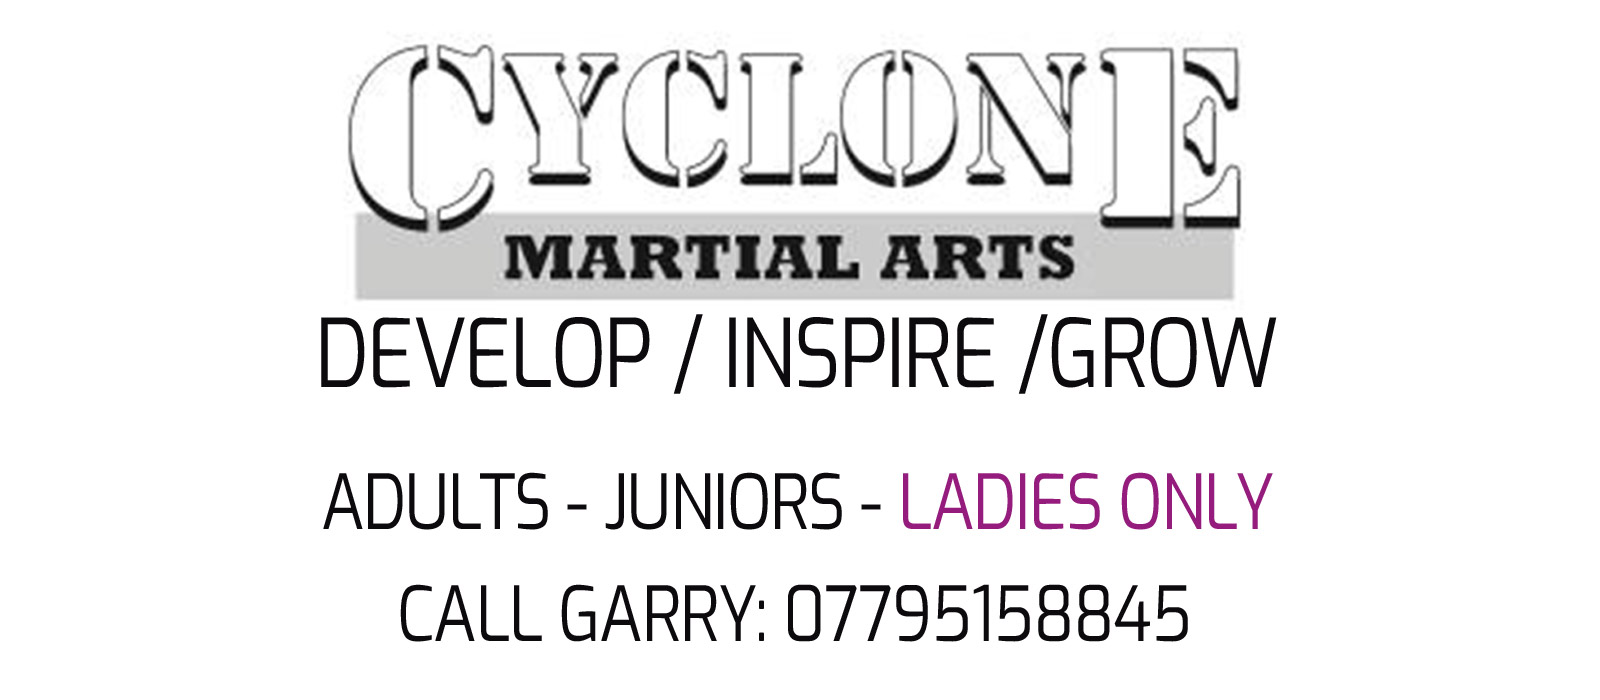 CYCLONE
MARTIAL ARTS
DEVELOP / INSPIRE /GROW
ADULTS - JUNIORS - LADIES ONLY
CALL GARRY: 07795158845